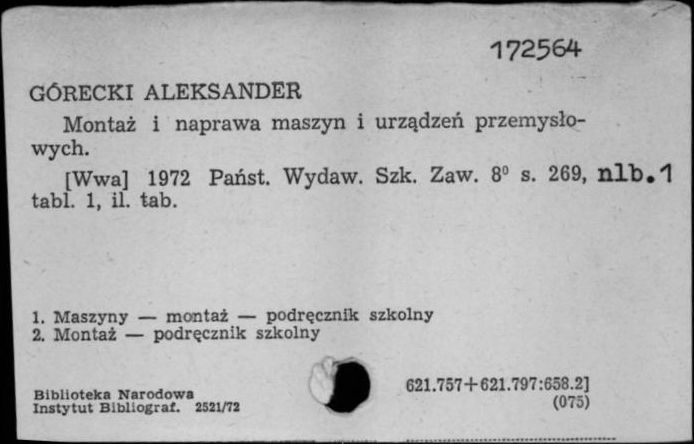 172564
GÓRECKI ALEKSANDER
Montaż i naprawa maszyn i urządzeń przemysło-
wych.
[Wwa] 1972 Państ. Wydaw. Szk. Zaw. 8⁰ s. 269, nlb.1
tabl. 1, il. tab.
1. Maszyny — montaż — podręcznik szkolny
2. Montaż — podręcznik szkolny
Biblioteka Narodowa
Instytut Bibliograf. 2521/72
621.757+621.797:658.2]
(075)